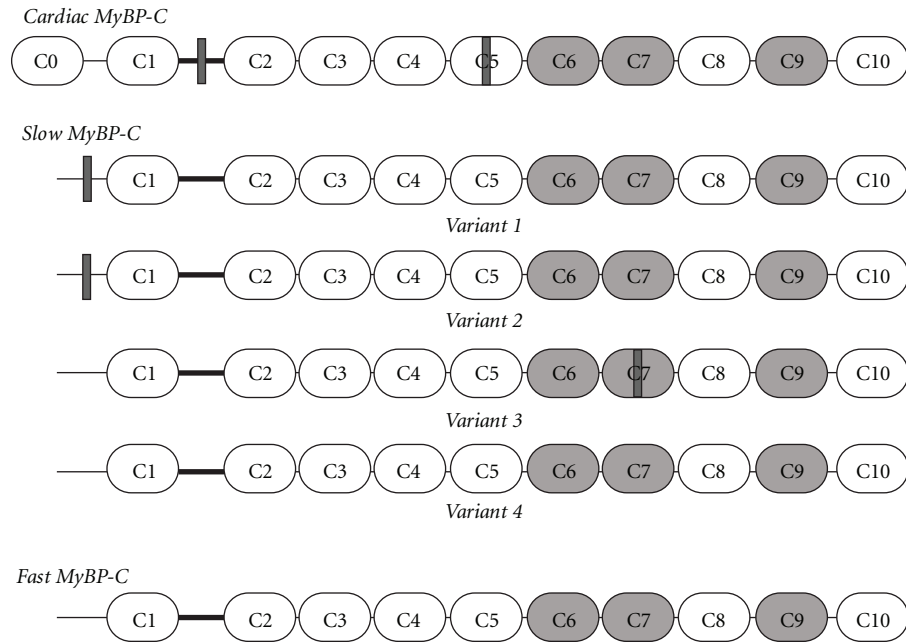 Cardiac MyBP-C
C0 C1 C2 C3 C4 C5 C6 C7 C8 C9 C10
Slow MyBP-C
C1 C2 C3 C4 C5 C6 C7 C8 C9 C10
Variant 1
C1 C2 C3 C4 C5 C6 C7 C8 C9 C10
Variant 2
C1 C2 C3 C4 C5 C6 C7 C8 C9 C10
Variant 3
C1 C2 C3 C4 C5 C6 C7 C8 C9 C10
Variant 4
Fast MyBP-C
C1 C2 C3 C4 C5 C6 C7 C8 C9 C10